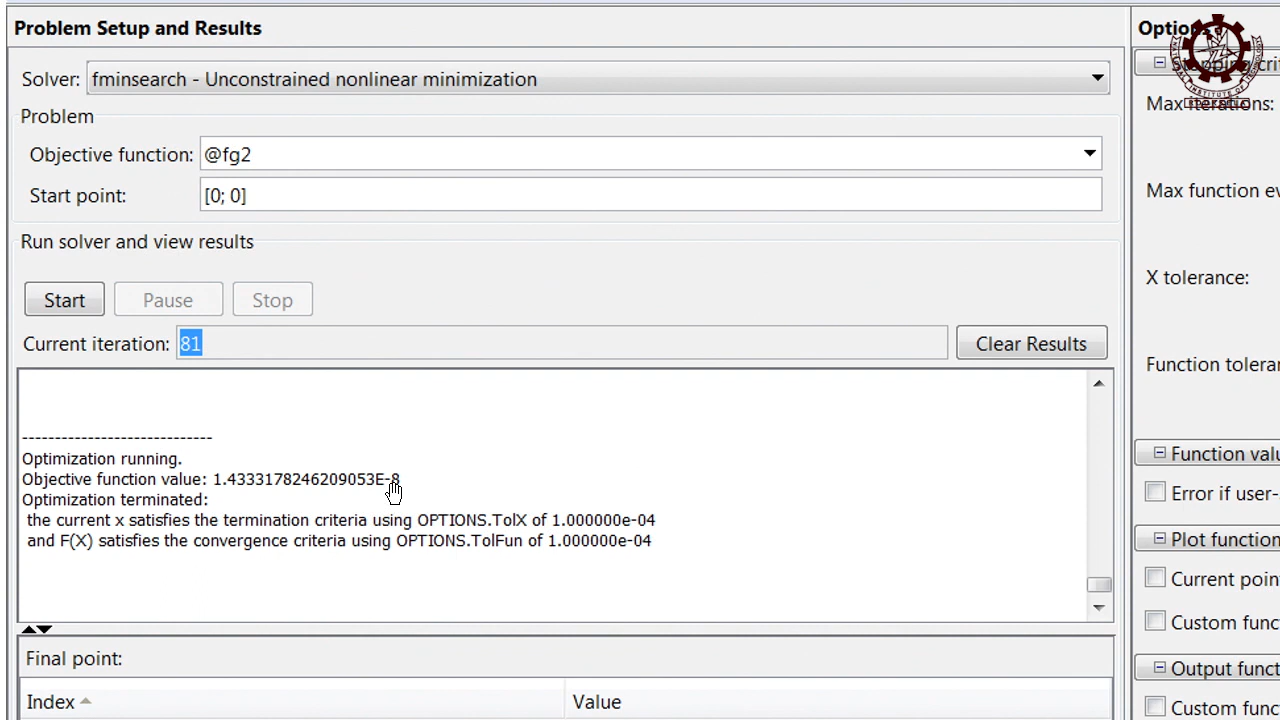 Problem Setup and Results
Solver: fminsearch - Unconstrained nonlinear minimization
Problem
Objective function: @fg2
Start point: [0; 0]
Run solver and view results
Start Pause Stop
Current iteration: 81 Clear Results
-----------------------------
Optimization running.
Objective function value: 1.4333178246209053E-8
Optimization terminated:
the current x satisfies the termination criteria using OPTIONS.TolX of 1.000000e-04
and F(X) satisfies the convergence criteria using OPTIONS.TolFun of 1.000000e-04
Final point:
Index Value
Options
Max iterations:
Max function ev
X tolerance:
Function toleran
Function valu
Error if user-
Plot function
Current poin
Custom func
Output funct
Custom func